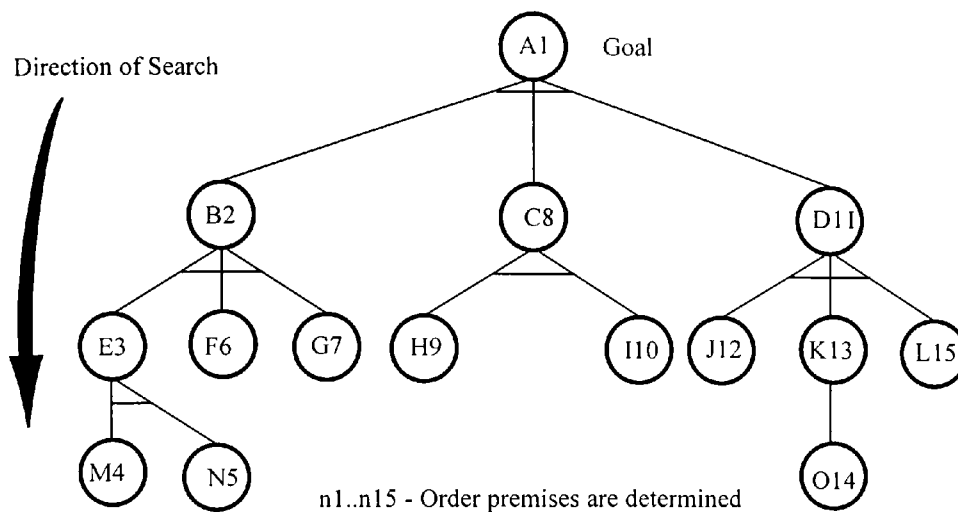 A1 Goal
Direction of Search
B2 C8 D11
E3 F6 G7 H9 I10 J12 K13 L15
M4 N5 O14
n1..n15 - Order premises are determined